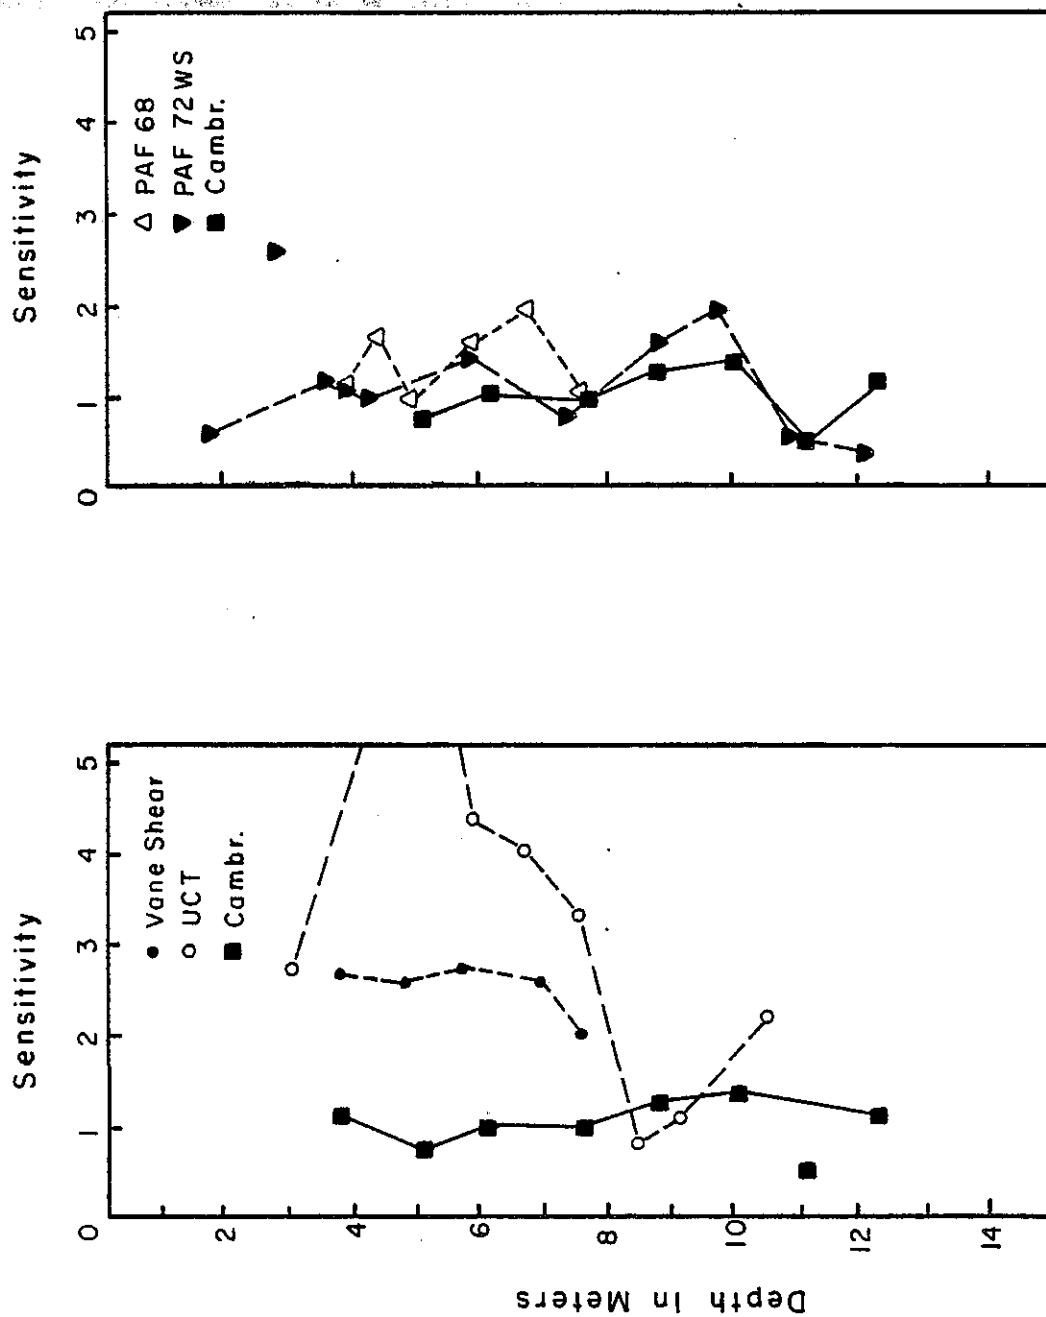 Sensitivity
0 1 2 3 4 5
Vane Shear
UCT
Cambr.
2
4
6
8
10
12
14
Depth In Meters
Sensitivity
0 1 2 3 4 5
PAF 68
PAF 72WS
Cambr.